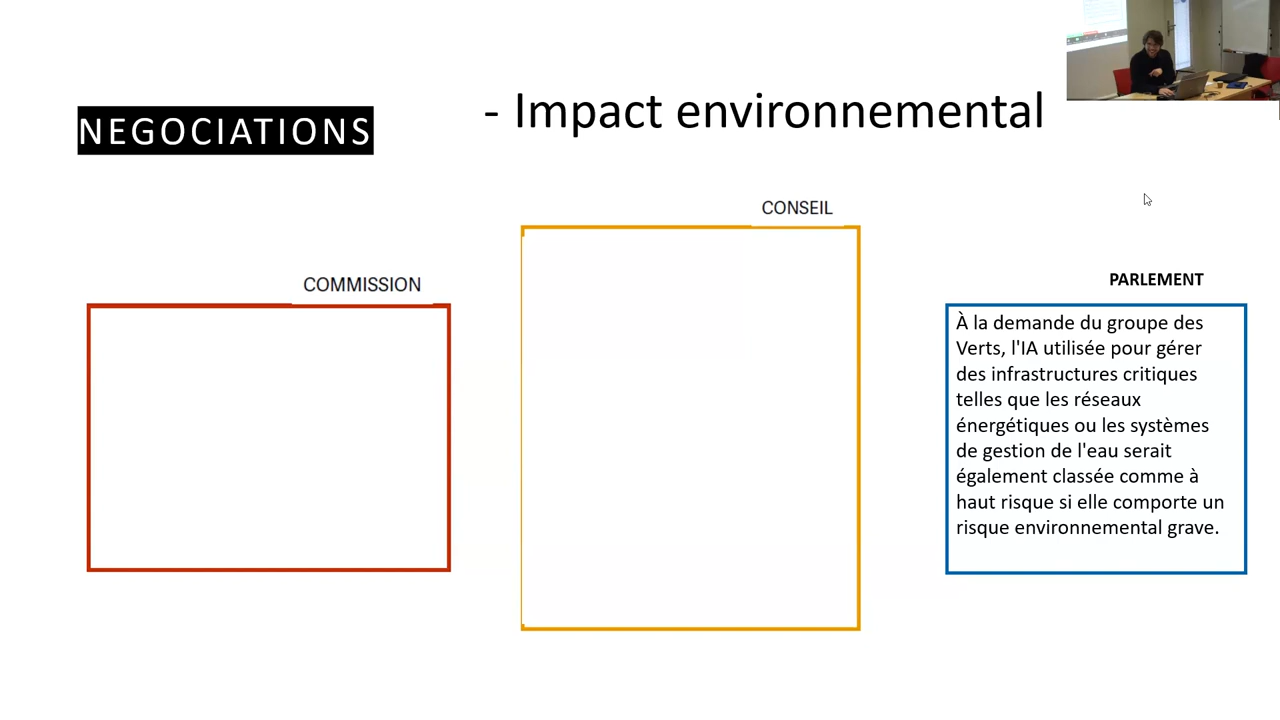 NEGOCIATIONS
- Impact environnemental
COMMISSION
CONSEIL
PARLEMENT
À la demande du groupe des
Verts, l'IA utilisée pour gérer
des infrastructures critiques
telles que les réseaux
énergétiques ou les systèmes
de gestion de l'eau serait
également classée comme à
haut risque si elle comporte un
risque environnemental grave.